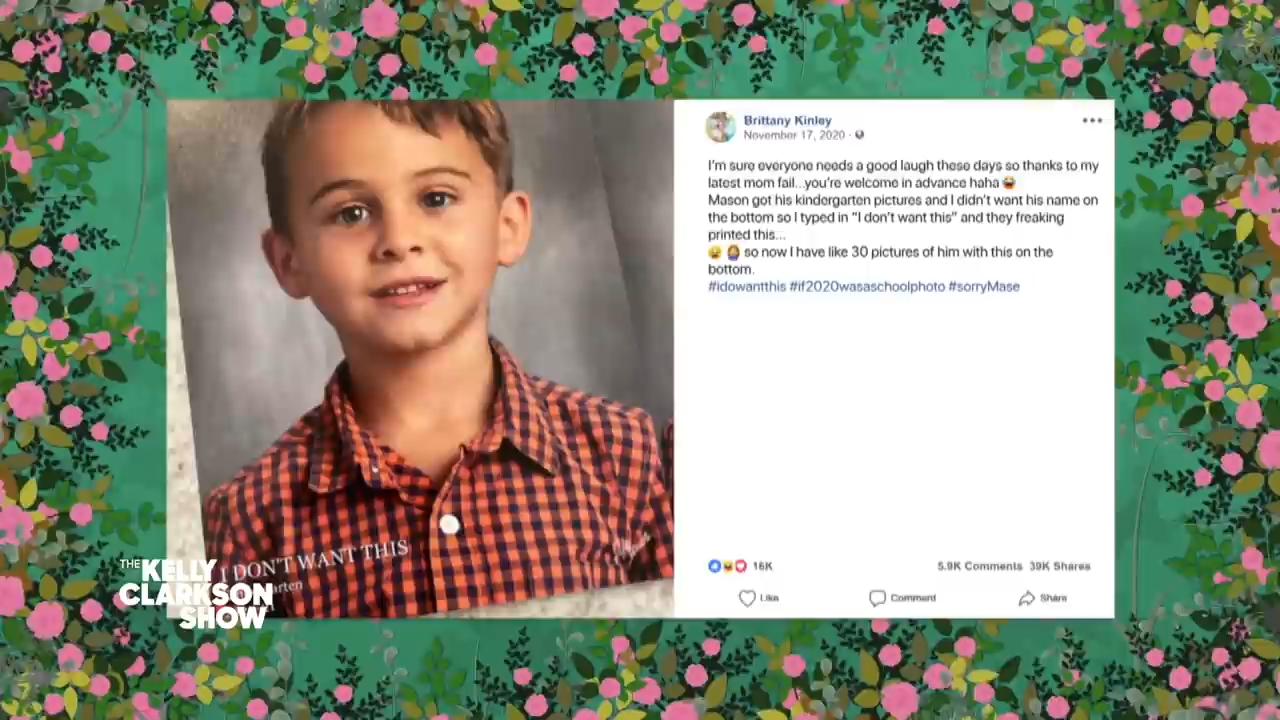 Brittany Kinley
November 17, 2020 ·
I'm sure everyone needs a good laugh these days so thanks to my
latest mom fail...you're welcome in advance haha 😂
Mason got his kindergarten pictures and I didn't want his name on
the bottom so I typed in "I don't want this" and they freaking
printed this...
so now I have like 30 pictures of him with this on the
bottom.
#idowantthis #if2020wasaschoolphoto #sorryMase
16K
5.9K Comments 39K Shares
Like Comment Share
I DON'T WANT THIS
arten
THE
KELLY
CLARKSON
SHOW